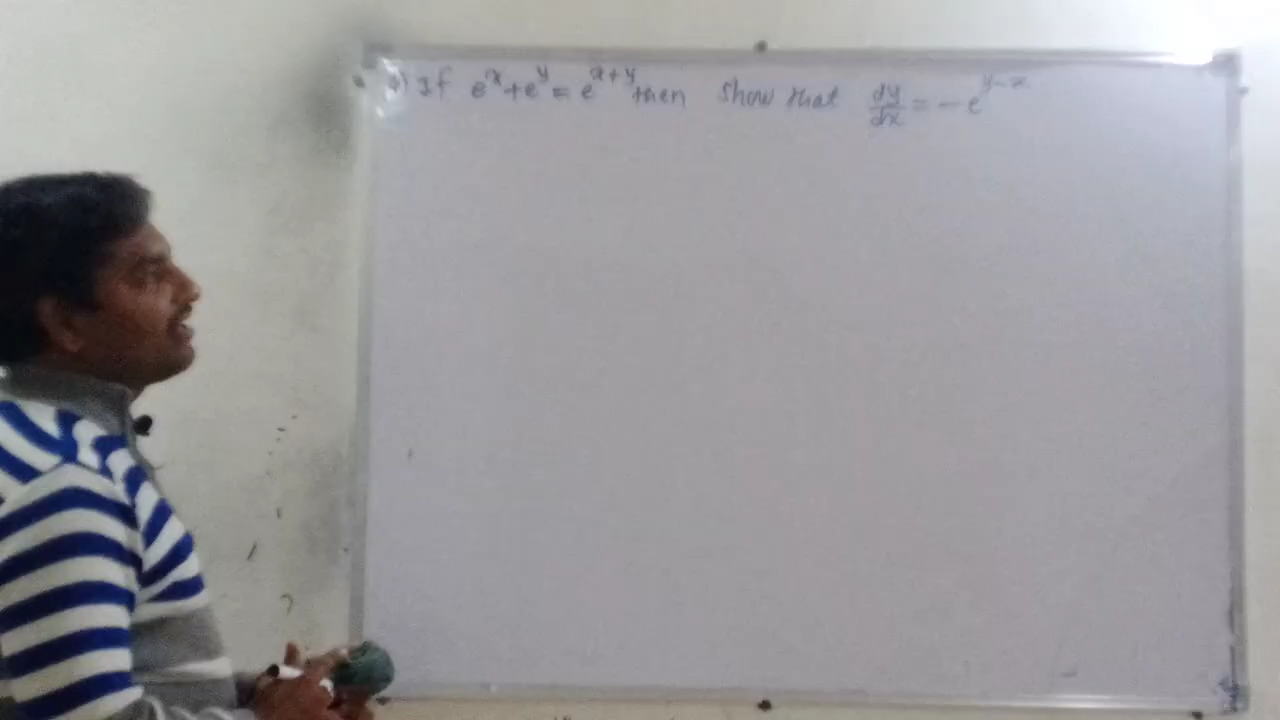 If e^x + e^y = e^{x+y} then show that dy/dx = -e^{y-x}